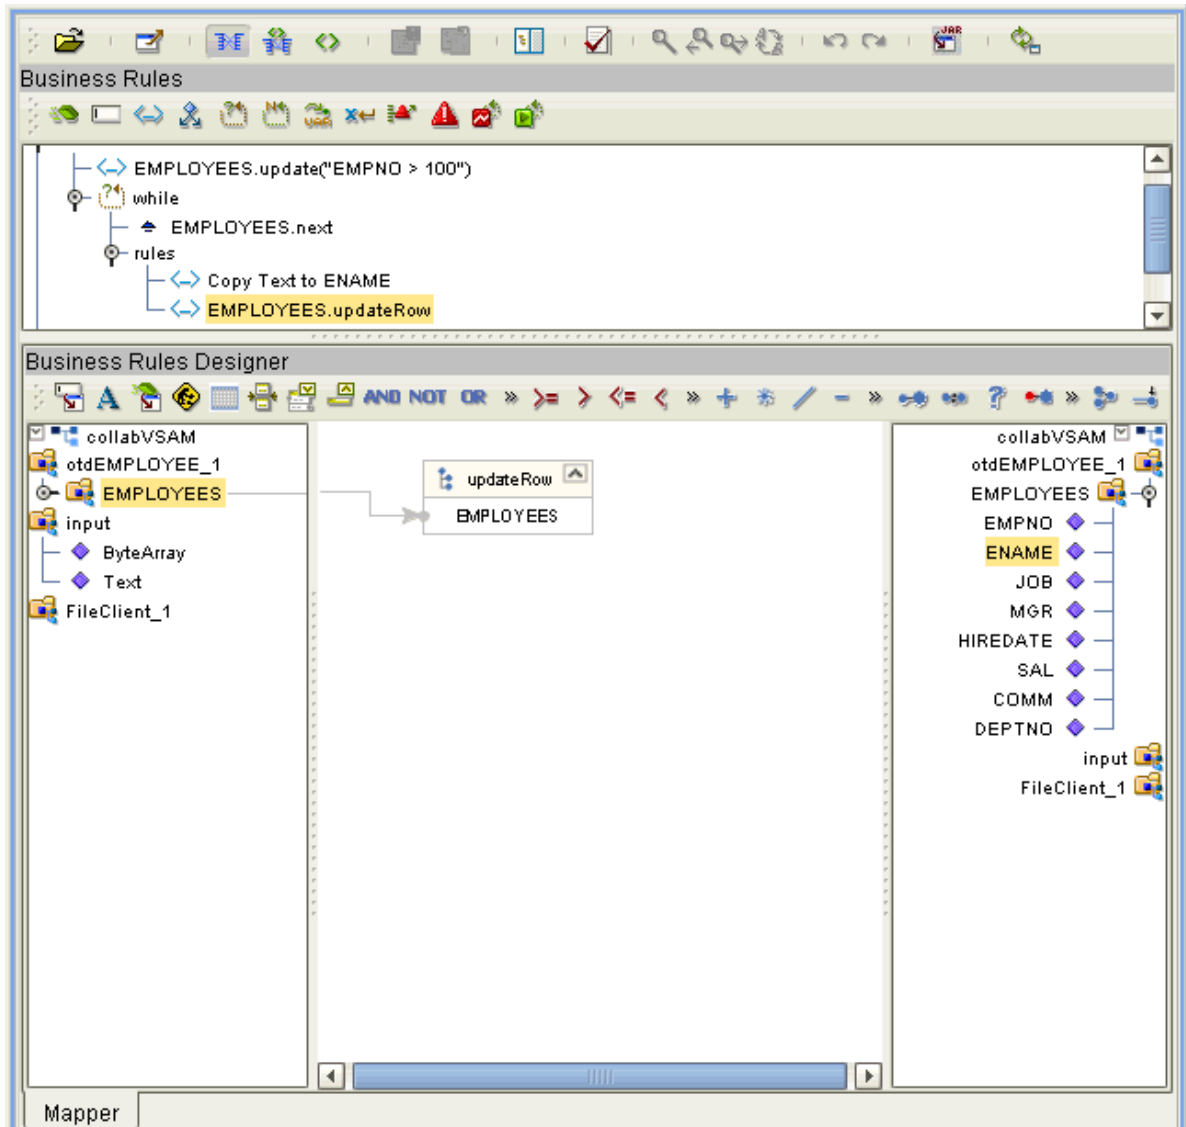 JAR
Business Rules
JAR
EMPLOYEES.update("EMPNO > 100")
while
EMPLOYEES.next
rules
Copy Text to ENAME
EMPLOYEES.updateRow
Business Rules Designer
A AND NOT OR » >= > <= < » + * / - » ? »
collabVSAM
otdEMPLOYEE_1
EMPLOYEES
input
ByteArray
Text
FileClient_1
updateRow
EMPLOYEES
collabVSAM
otdEMPLOYEE_1
EMPLOYEES
EMPNO
ENAME
JOB
MGR
HIREDATE
SAL
COMM
DEPTNO
input
FileClient_1
Mapper